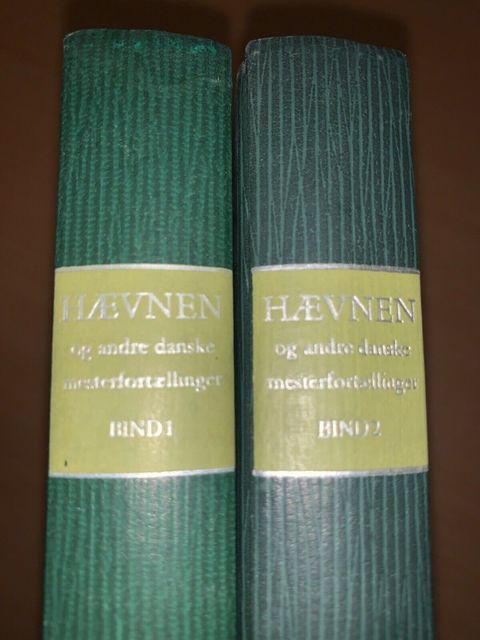 HÆVNEN
og andre danske
mesterfortællinger
BIND 1
HÆVNEN
og andre danske
mesterfortællinger
BIND 2